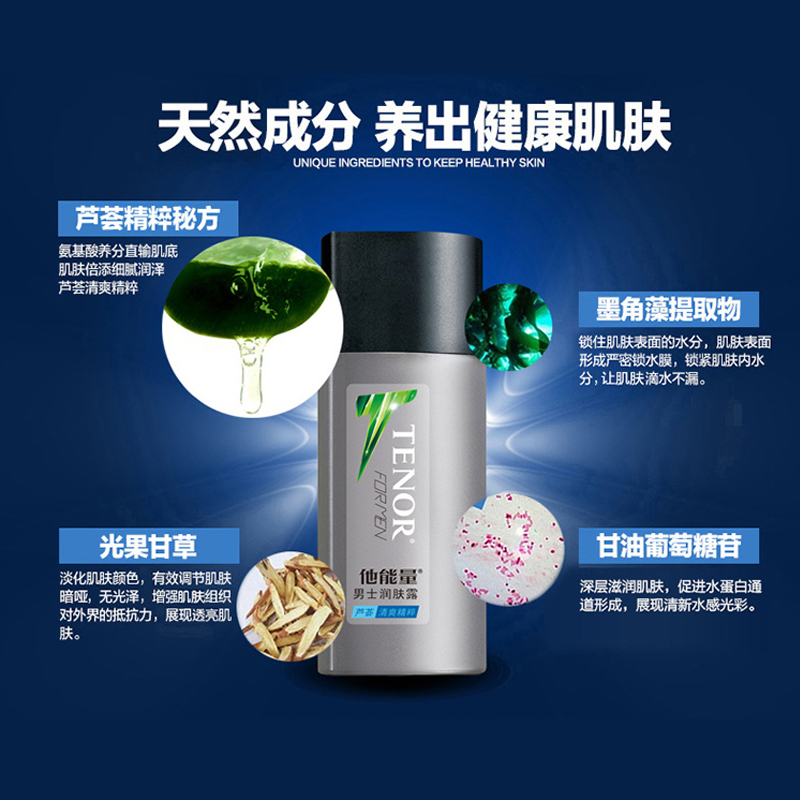 天然成分 养出健康肌肤
UNIQUE INGREDIENTS TO KEEP HEALTHY SKIN
芦荟精粹秘方
氨基酸养分直输肌底
肌肤倍添细腻润泽
芦荟清爽精粹
墨角藻提取物
锁住肌肤表面的水分，肌肤表面
形成严密锁水膜，锁紧肌肤内水
分，让肌肤滴水不漏。
TENOR®
FOR MEN
他能量®
男士润肤露
芦荟 清爽精粹
光果甘草
淡化肌肤颜色，有效调节肌肤
暗哑，无光泽，增强肌肤组织
对外界的抵抗力，展现透亮肌
肤。
甘油葡萄糖苷
深层滋润肌肤，促进水蛋白通
道形成，展现清新水感光彩。